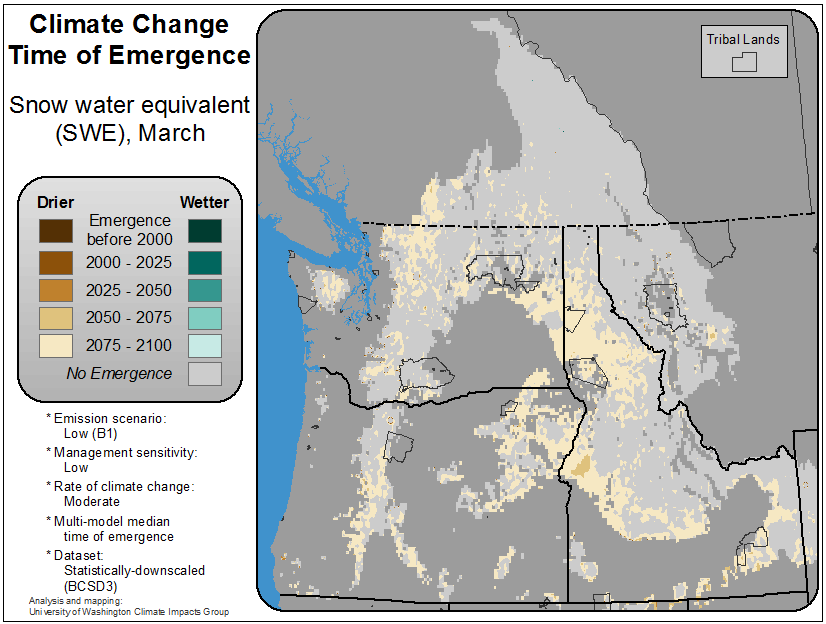 Climate Change
Time of Emergence
Snow water equivalent
(SWE), March
Tribal Lands
Drier
Wetter
Emergence
before 2000
2000 - 2025
2025 - 2050
2050 - 2075
2075 - 2100
No Emergence
* Emission scenario:
Low (B1)
* Management sensitivity:
Low
* Rate of climate change:
Moderate
* Multi-model median
time of emergence
* Dataset:
Statistically-downscaled
(BCSD3)
Analysis and mapping:
University of Washington Climate Impacts Group